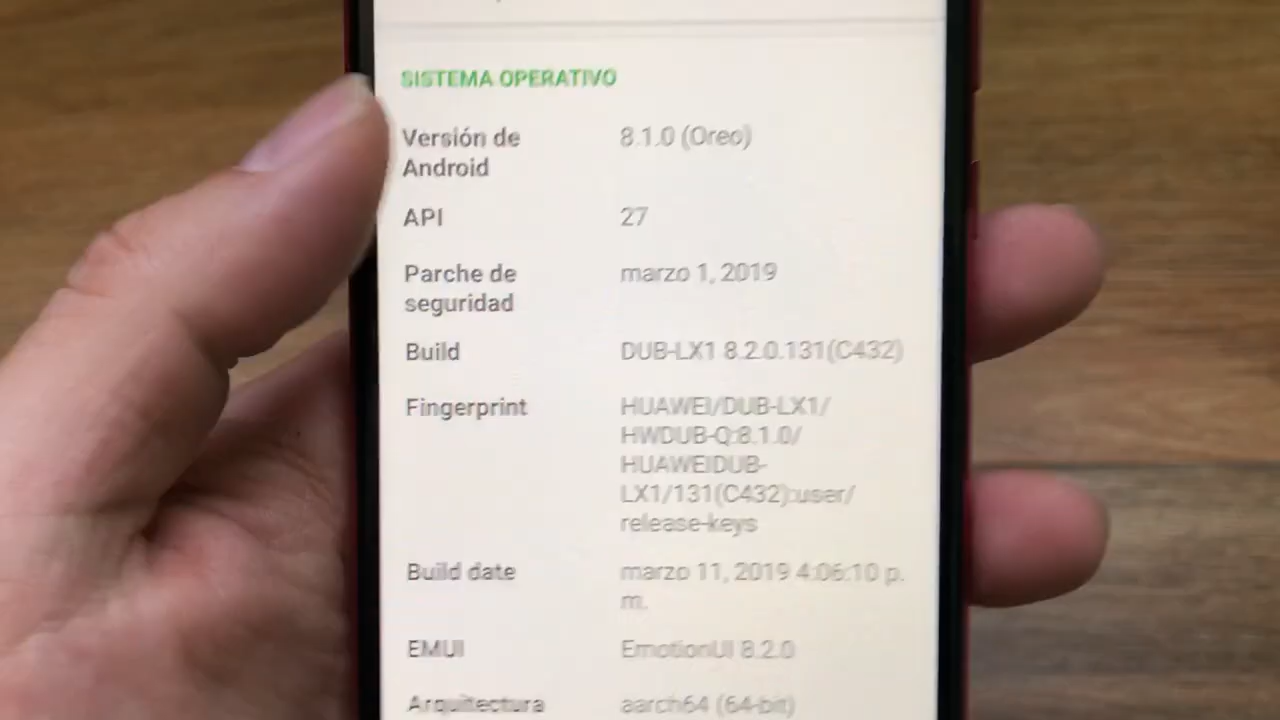 SISTEMA OPERATIVO
Versión de Android 8.1.0 (Oreo)
API 27
Parche de seguridad marzo 1, 2019
Build DUB-LX1 8.2.0.131(C432)
Fingerprint HUAWEI/DUB-LX1/
HWDUB-Q:8.1.0/
HUAWEIDUB-
LX1/131(C432):user/
release-keys
Build date marzo 11, 2019 4:06:10 p.
m.
EMUI EmotionUI 8.2.0
Arquitectura aarch64 (64-bit)